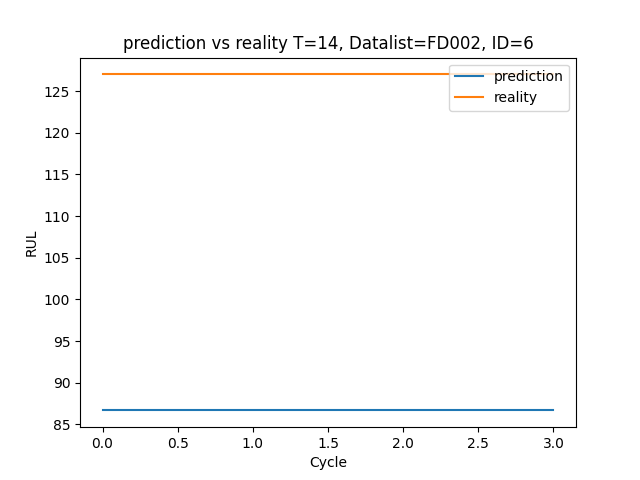 prediction vs reality T=14, Datalist=FD002, ID=6
prediction
reality
RUL
125
120
115
110
105
100
95
90
85
0.0 0.5 1.0 1.5 2.0 2.5 3.0
Cycle